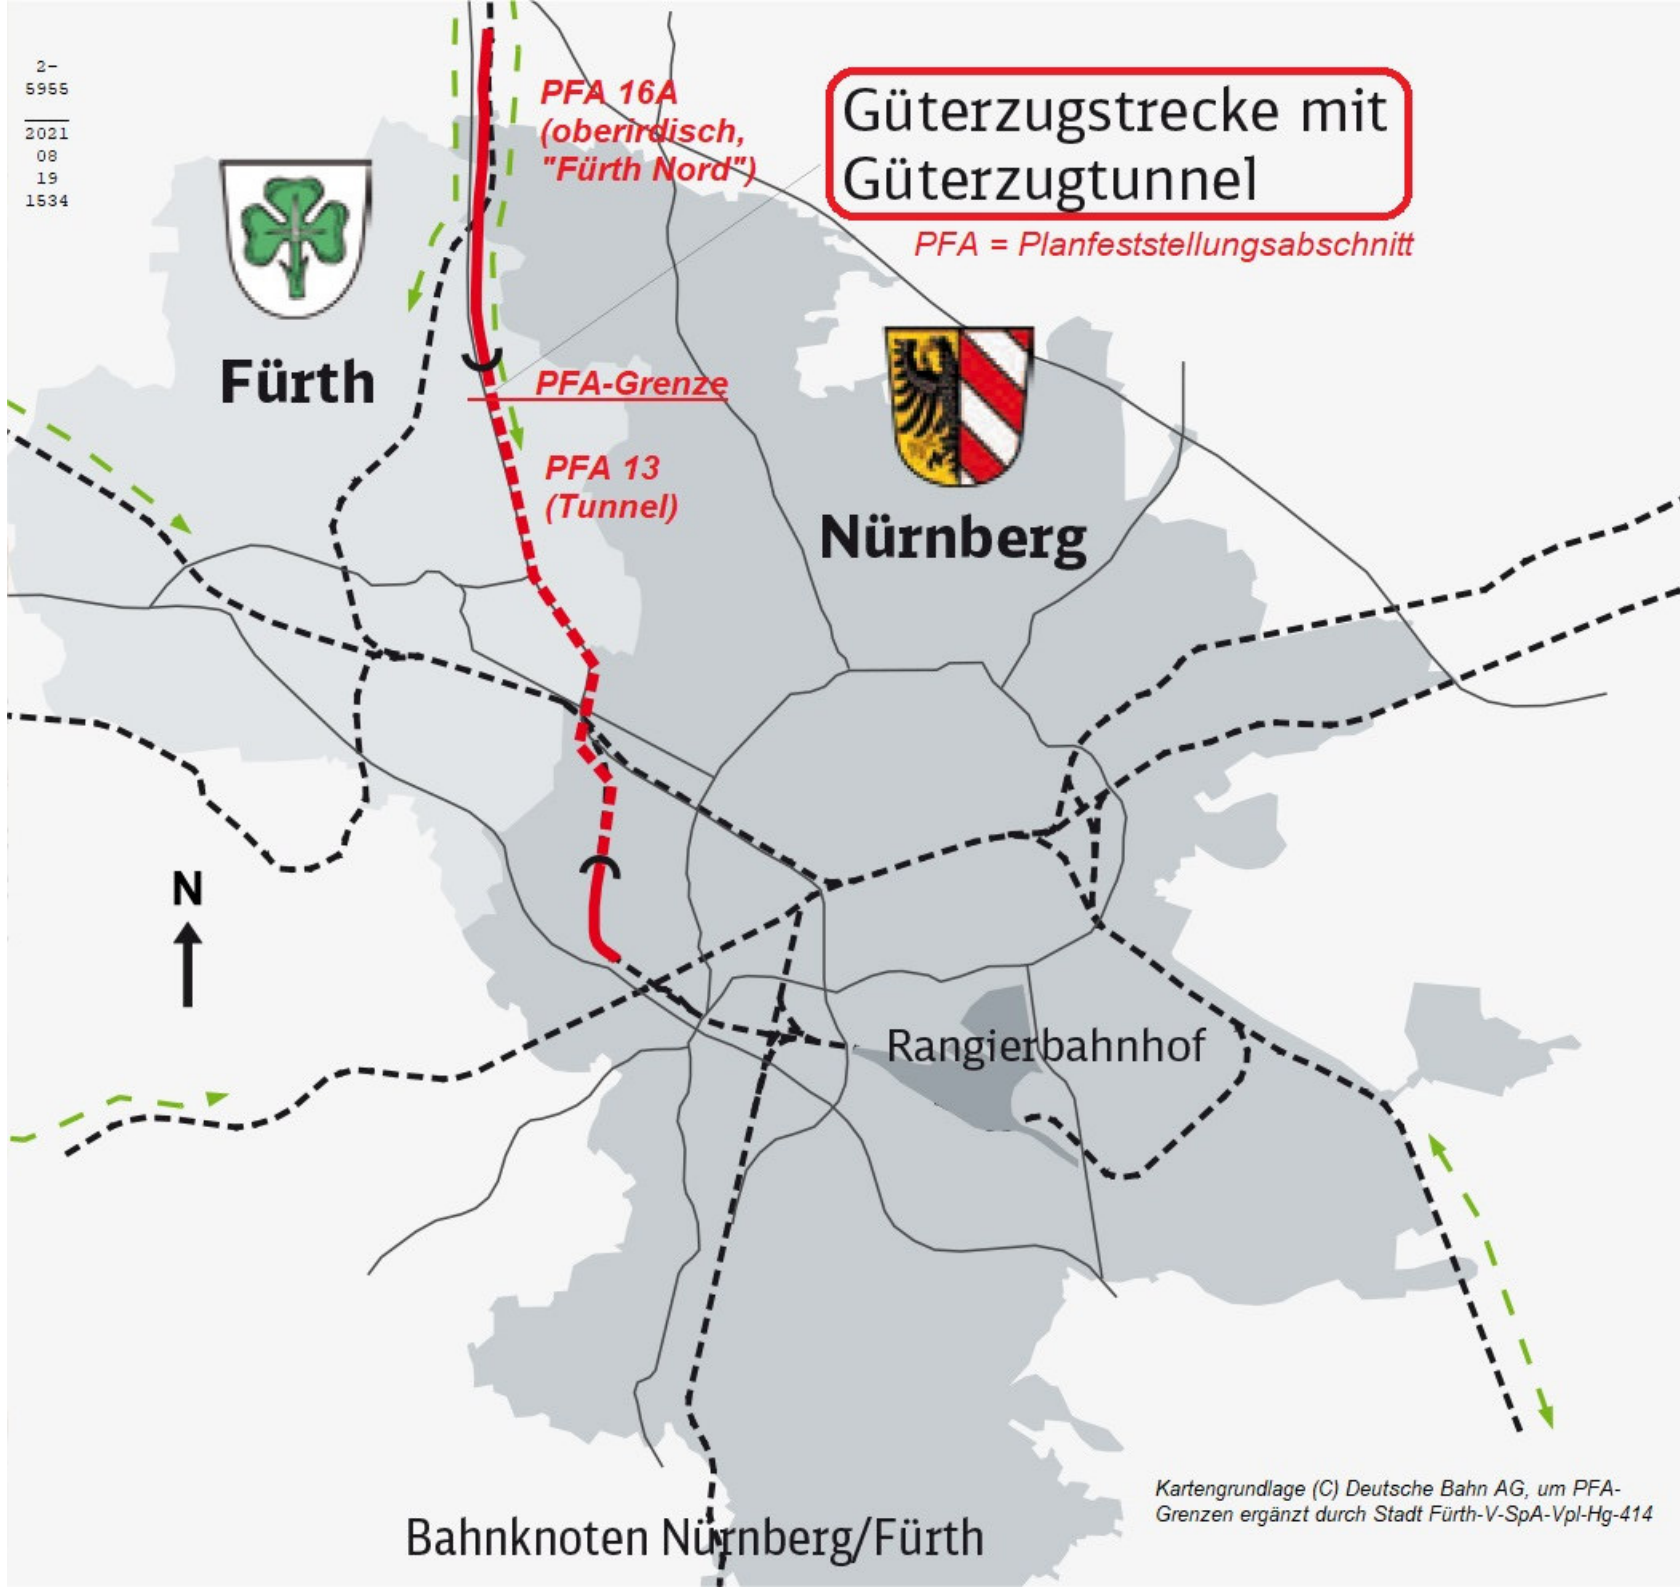 2-
5955
2021
08
19
1534
PFA 16A
(oberirdisch,
"Fürth Nord")
Güterzugstrecke mit
Güterzugtunnel
PFA = Planfeststellungsabschnitt
Fürth
PFA-Grenze
PFA 13
(Tunnel)
Nürnberg
N
Rangierbahnhof
Kartengrundlage (C) Deutsche Bahn AG, um PFA-
Grenzen ergänzt durch Stadt Fürth-V-SpA-Vpl-Hg-414
Bahnknoten Nürnberg/Fürth